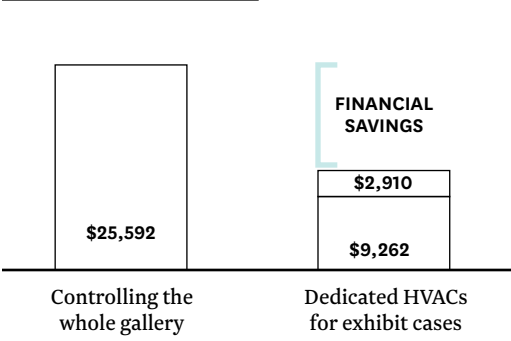 FINANCIAL
SAVINGS
$2,910
$25,592
$9,262
Controlling the
whole gallery
Dedicated HVACs
for exhibit cases